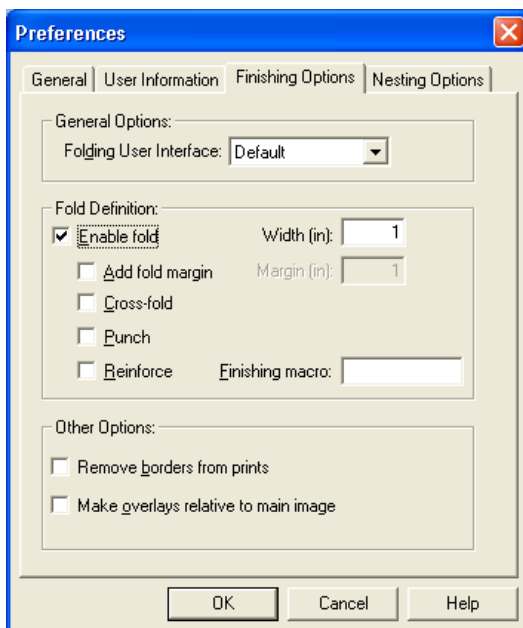 Preferences
General User Information Finishing Options Nesting Options
General Options:
Folding User Interface: Default
Fold Definition:
Enable fold Width (in): 1
Add fold margin Margin (in): 1
Cross-fold
Punch
Reinforce Finishing macro:
Other Options:
Remove borders from prints
Make overlays relative to main image
OK Cancel Help